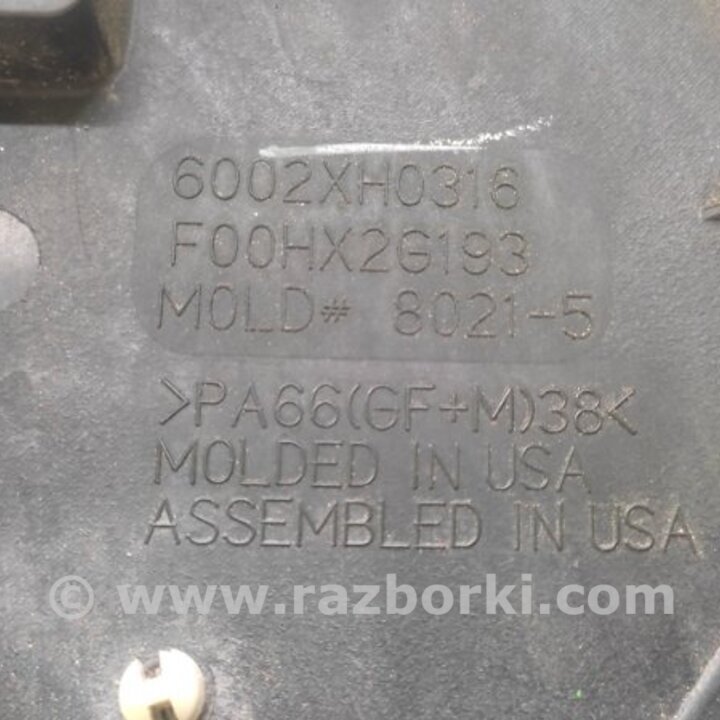 6002XH0316
F00HX2G193
MOLD# 8021-5
>PA66(GF+M)38<
MOLDED IN USA
ASSEMBLED IN USA
© www.razborki.com